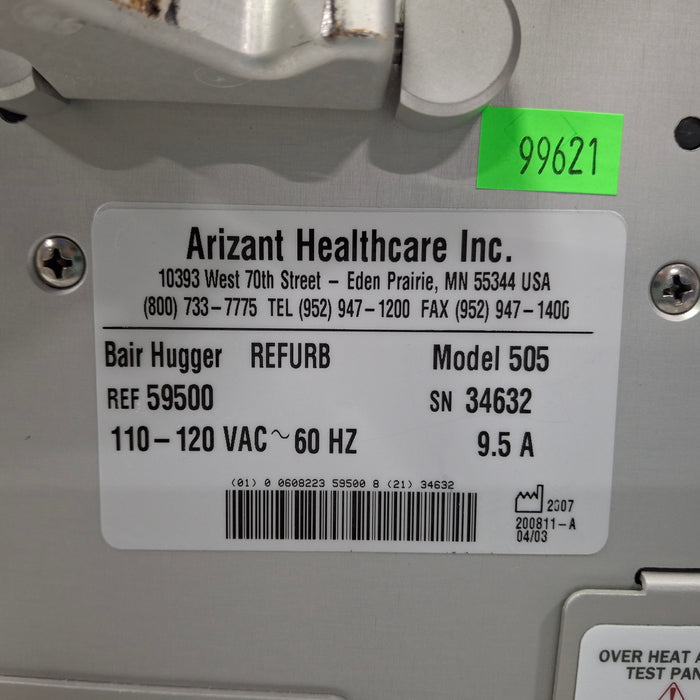 99621
Arizant Healthcare Inc.
10393 West 70th Street – Eden Prairie, MN 55344 USA
(800) 733–7775 TEL (952) 947–1200 FAX (952) 947–1400
Bair Hugger REFURB Model 505
REF 59500 SN 34632
110–120 VAC~60 HZ 9.5 A
(01) 0 0608223 59500 8 (21) 34632
2007
200811–A
04/03
OVER HEAT
TEST